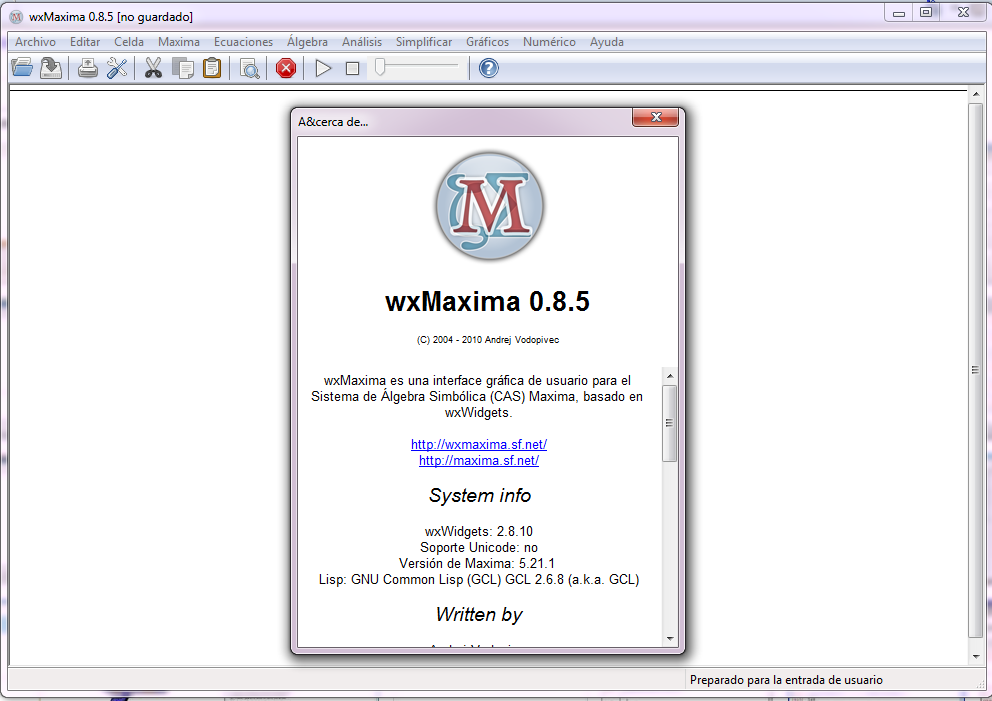 wxMaxima 0.8.5 [no guardado]
Archivo Editar Celda Maxima Ecuaciones Álgebra Análisis Simplificar Gráficos Numérico Ayuda
A&cerca de...
wxMaxima 0.8.5
(C) 2004 - 2010 Andrej Vodopivec
wxMaxima es una interface gráfica de usuario para el
Sistema de Álgebra Simbólica (CAS) Maxima, basado en
wxWidgets.
http://wxmaxima.sf.net/
http://maxima.sf.net/
System info
wxWidgets: 2.8.10
Soporte Unicode: no
Versión de Maxima: 5.21.1
Lisp: GNU Common Lisp (GCL) GCL 2.6.8 (a.k.a. GCL)
Written by
Preparado para la entrada de usuario